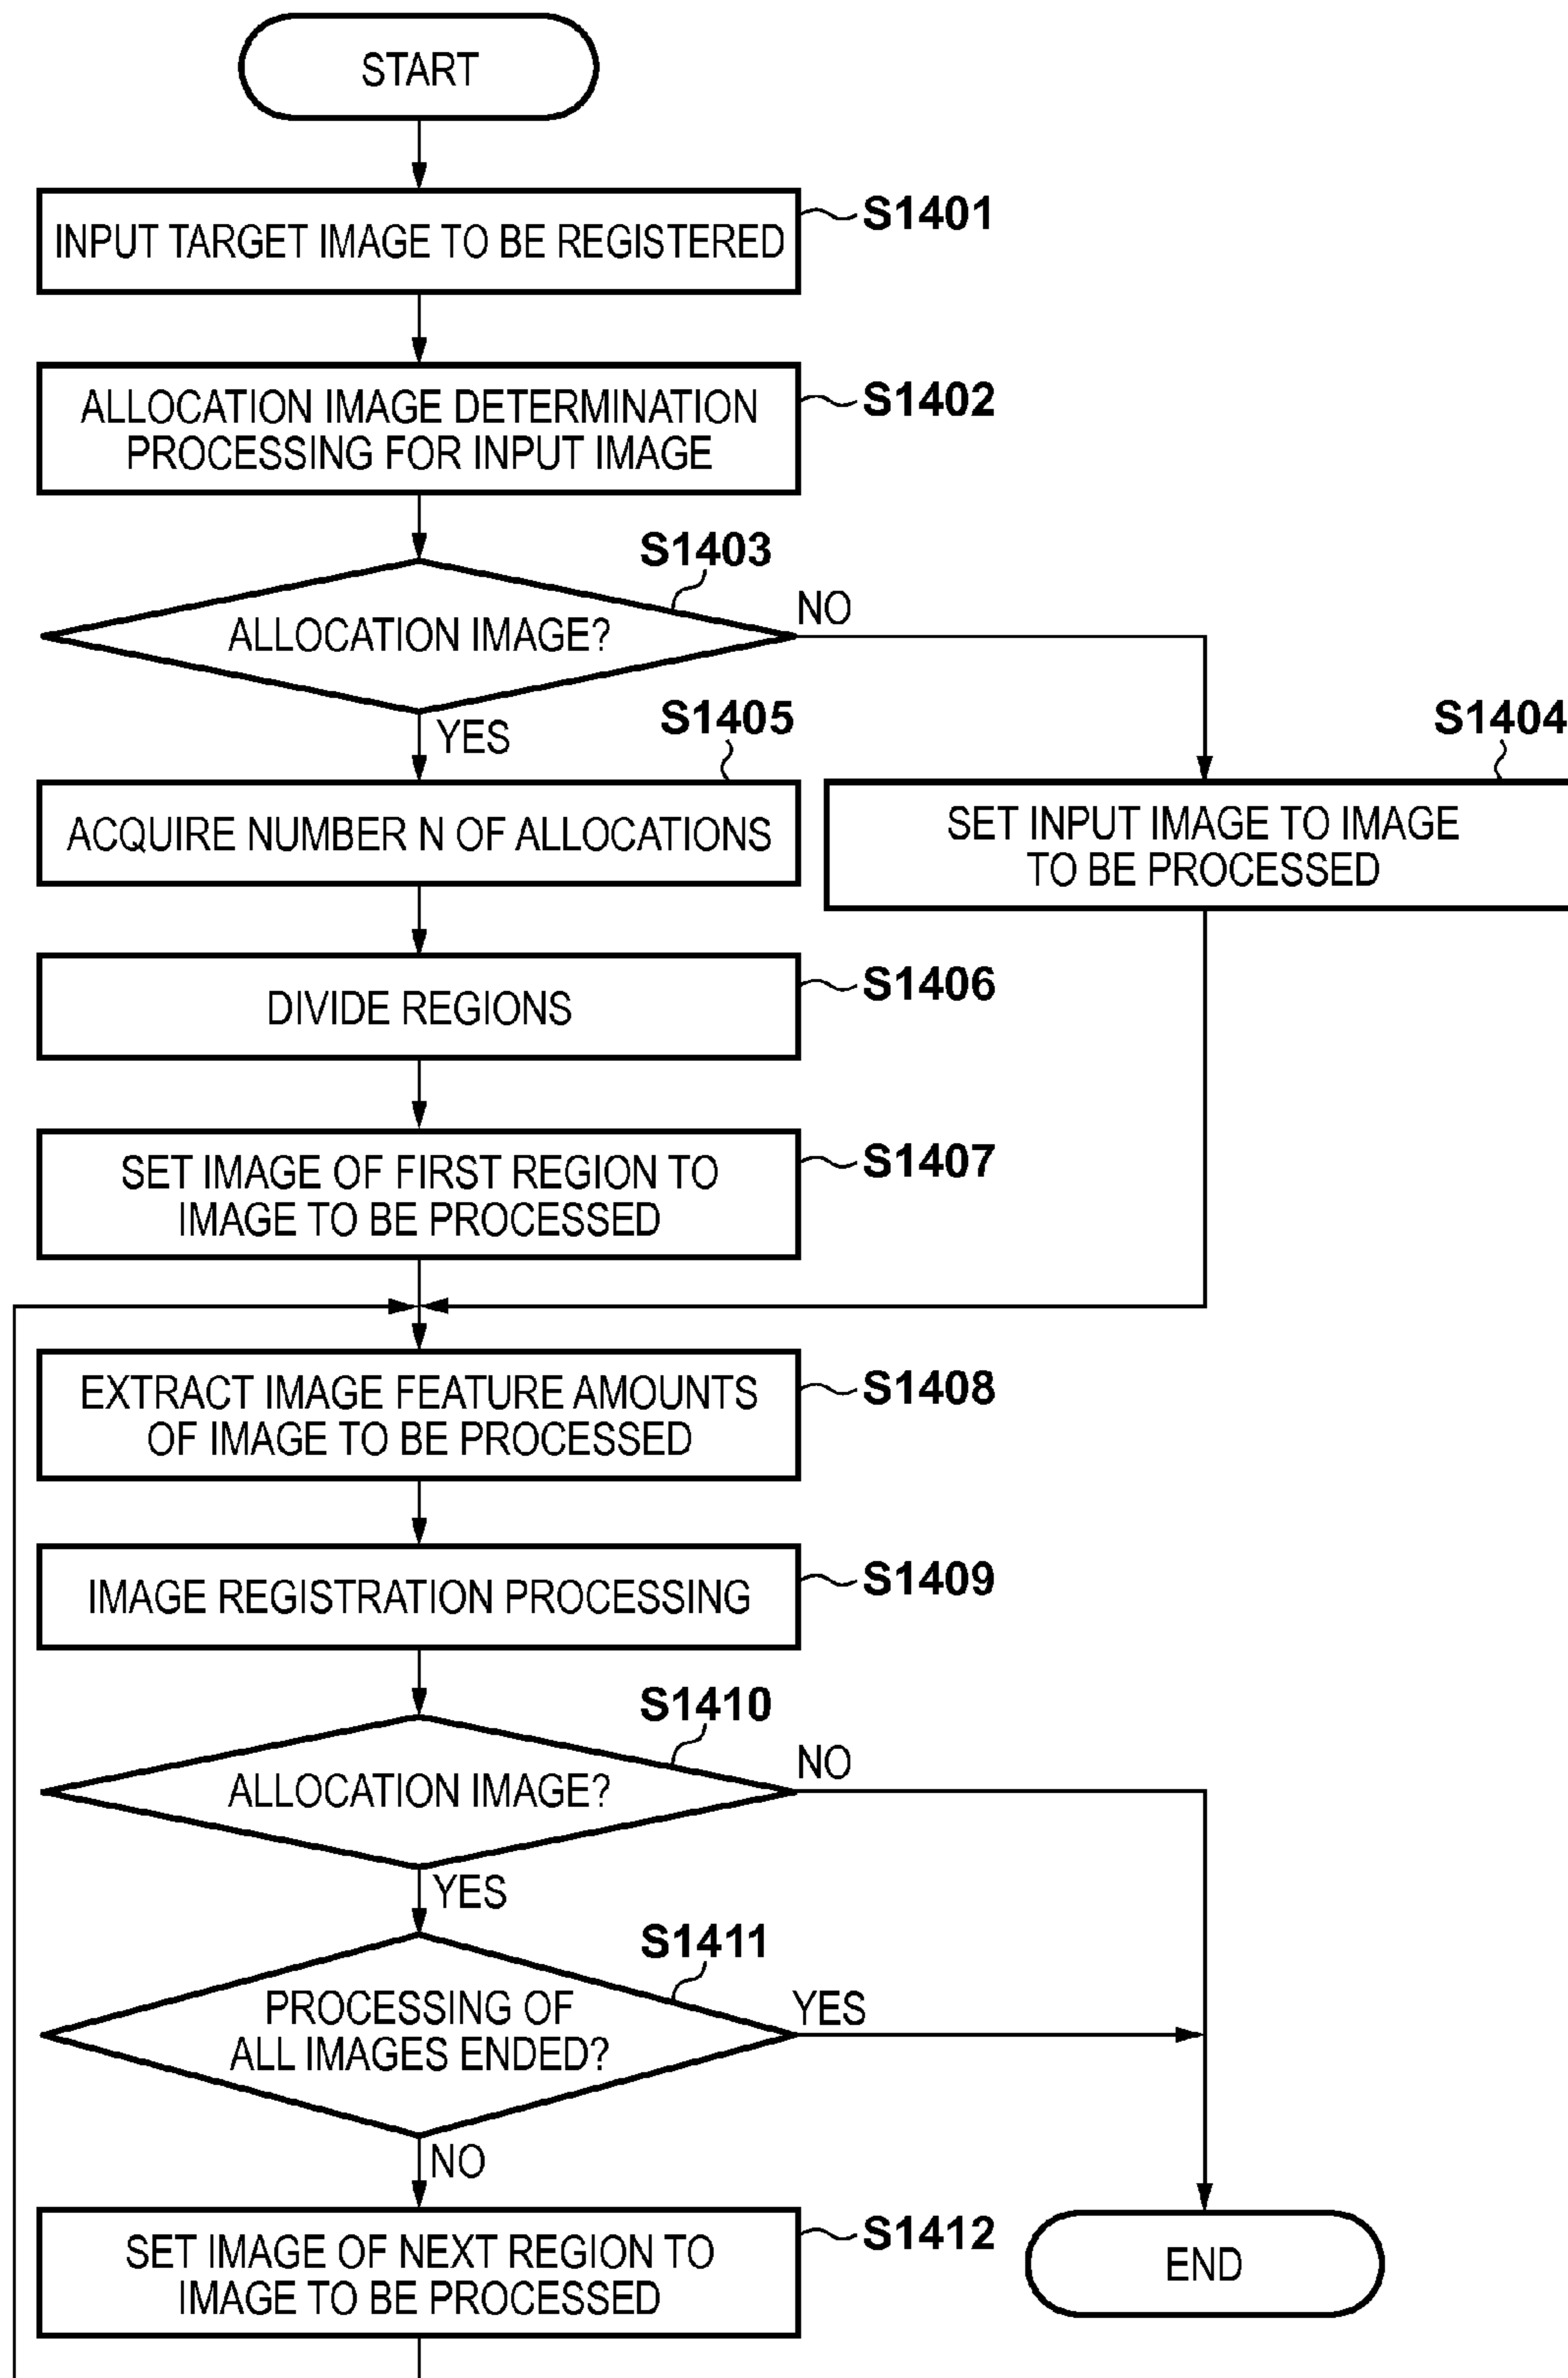 START
INPUT TARGET IMAGE TO BE REGISTERED
S1401
ALLOCATION IMAGE DETERMINATION
PROCESSING FOR INPUT IMAGE
S1402
S1403
ALLOCATION IMAGE?
NO
YES
S1405
S1404
ACQUIRE NUMBER N OF ALLOCATIONS
SET INPUT IMAGE TO IMAGE
TO BE PROCESSED
DIVIDE REGIONS
S1406
SET IMAGE OF FIRST REGION TO
IMAGE TO BE PROCESSED
S1407
EXTRACT IMAGE FEATURE AMOUNTS
OF IMAGE TO BE PROCESSED
S1408
IMAGE REGISTRATION PROCESSING
S1409
S1410
ALLOCATION IMAGE?
NO
YES
S1411
PROCESSING OF
ALL IMAGES ENDED?
YES
NO
SET IMAGE OF NEXT REGION TO
IMAGE TO BE PROCESSED
S1412
END